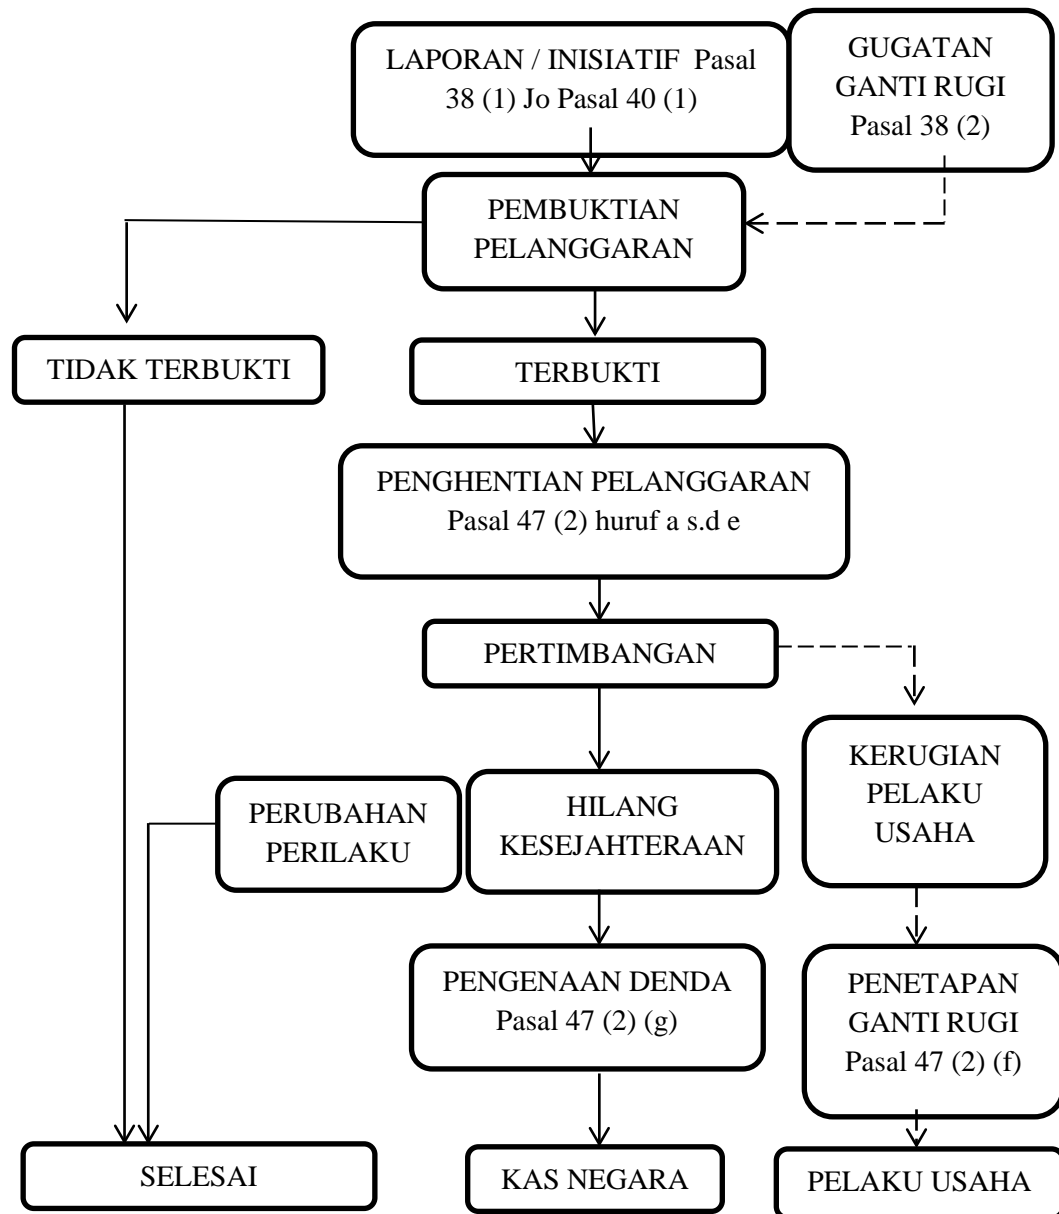 LAPORAN / INISIATIF Pasal
38 (1) Jo Pasal 40 (1)
GUGATAN
GANTI RUGI
Pasal 38 (2)
PEMBUKTIAN
PELANGGARAN
TIDAK TERBUKTI
TERBUKTI
PENGHENTIAN PELANGGARAN
Pasal 47 (2) huruf a s.d e
PERTIMBANGAN
PERUBAHAN
PERILAKU
HILANG
KESEJAHTERAAN
KERUGIAN
PELAKU
USAHA
PENGENAAN DENDA
Pasal 47 (2) (g)
PENETAPAN
GANTI RUGI
Pasal 47 (2) (f)
SELESAI
KAS NEGARA
PELAKU USAHA